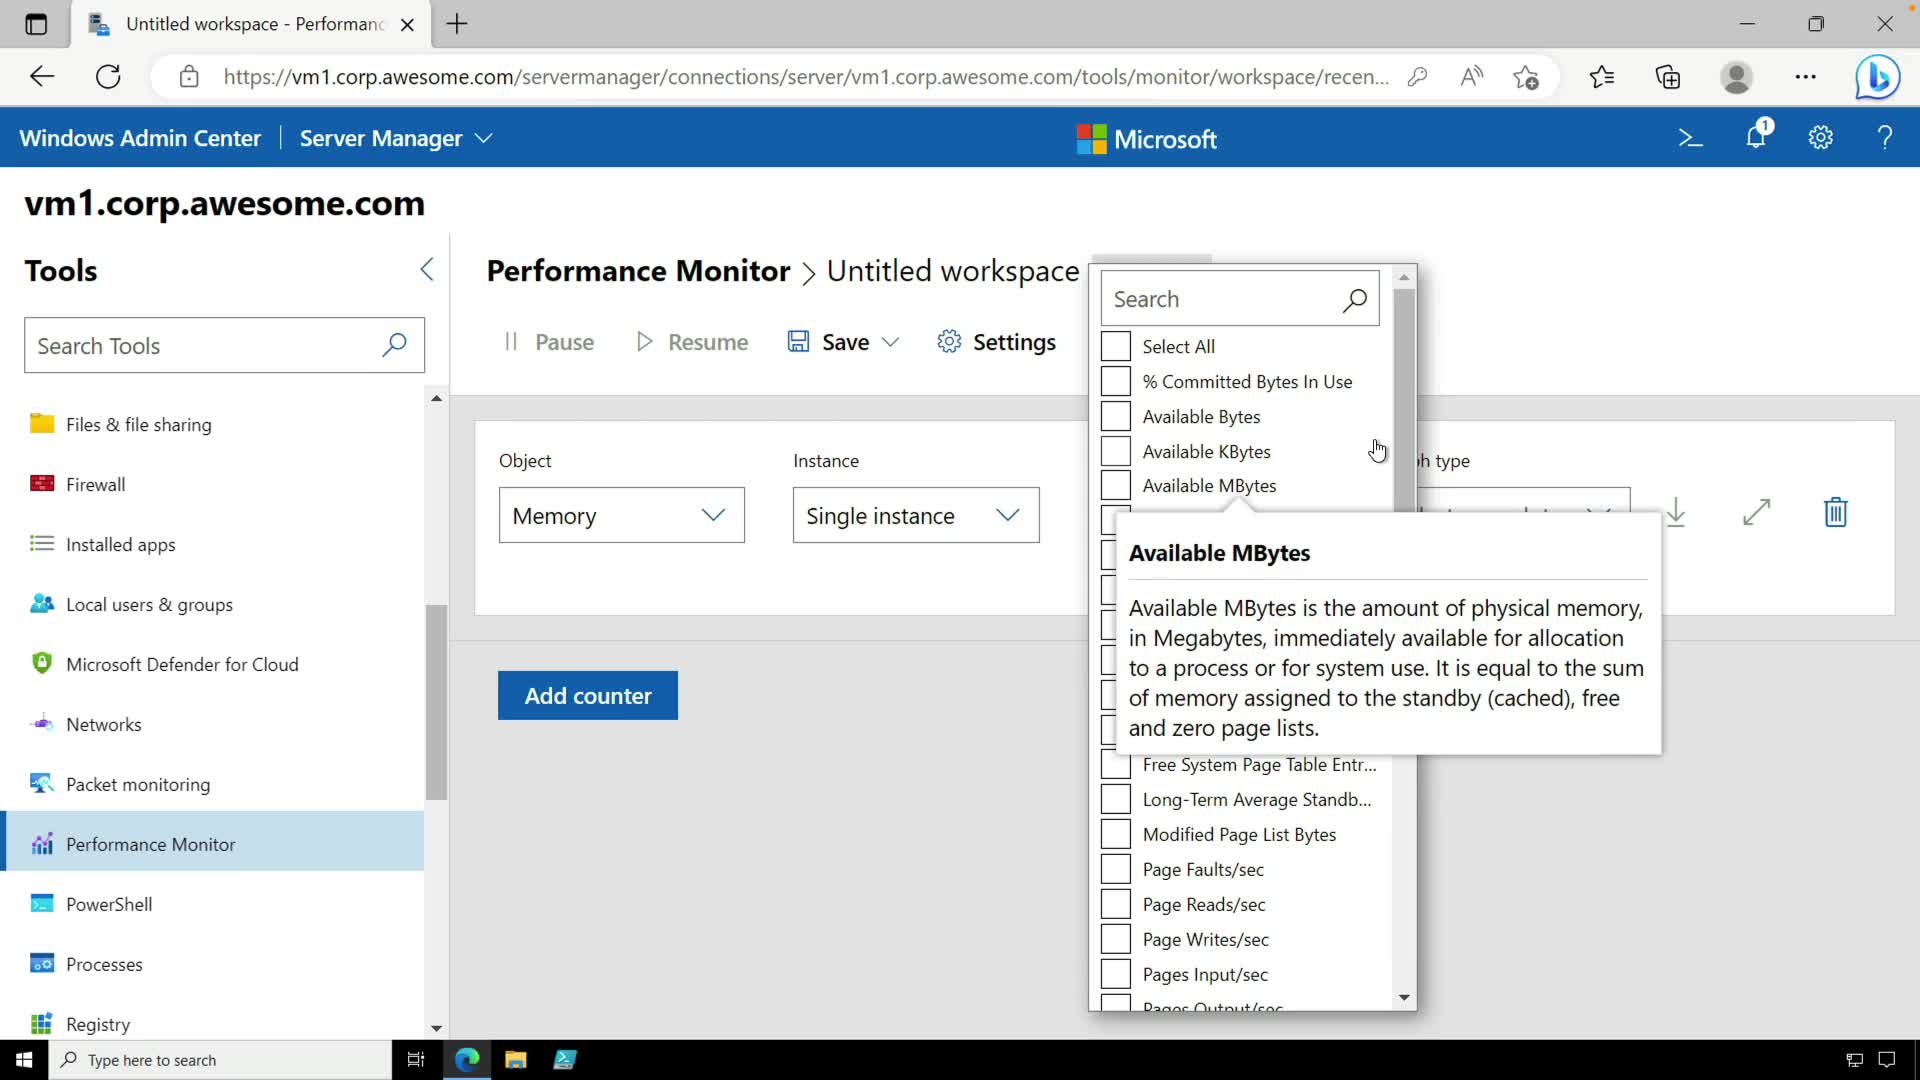 Untitled workspace - Performanc
https://vm1.corp.awesome.com/servermanager/connections/server/vm1.corp.awesome.com/tools/monitor/workspace/recen...
Windows Admin Center
Server Manager
Microsoft
1
vm1.corp.awesome.com
Tools
Search Tools
Files & file sharing
Firewall
Installed apps
Local users & groups
Microsoft Defender for Cloud
Networks
Packet monitoring
Performance Monitor
PowerShell
Processes
Registry
Performance Monitor > Untitled workspace
Pause
Resume
Save
Settings
Object
Instance
h type
Memory
Single instance
Add counter
Search
Select All
% Committed Bytes In Use
Available Bytes
Available KBytes
Available MBytes
Available MBytes
Available MBytes is the amount of physical memory,
in Megabytes, immediately available for allocation
to a process or for system use. It is equal to the sum
of memory assigned to the standby (cached), free
and zero page lists.
Free System Page Table Entr...
Long-Term Average Standb...
Modified Page List Bytes
Page Faults/sec
Page Reads/sec
Page Writes/sec
Pages Input/sec
Pages Output/sec
Type here to search